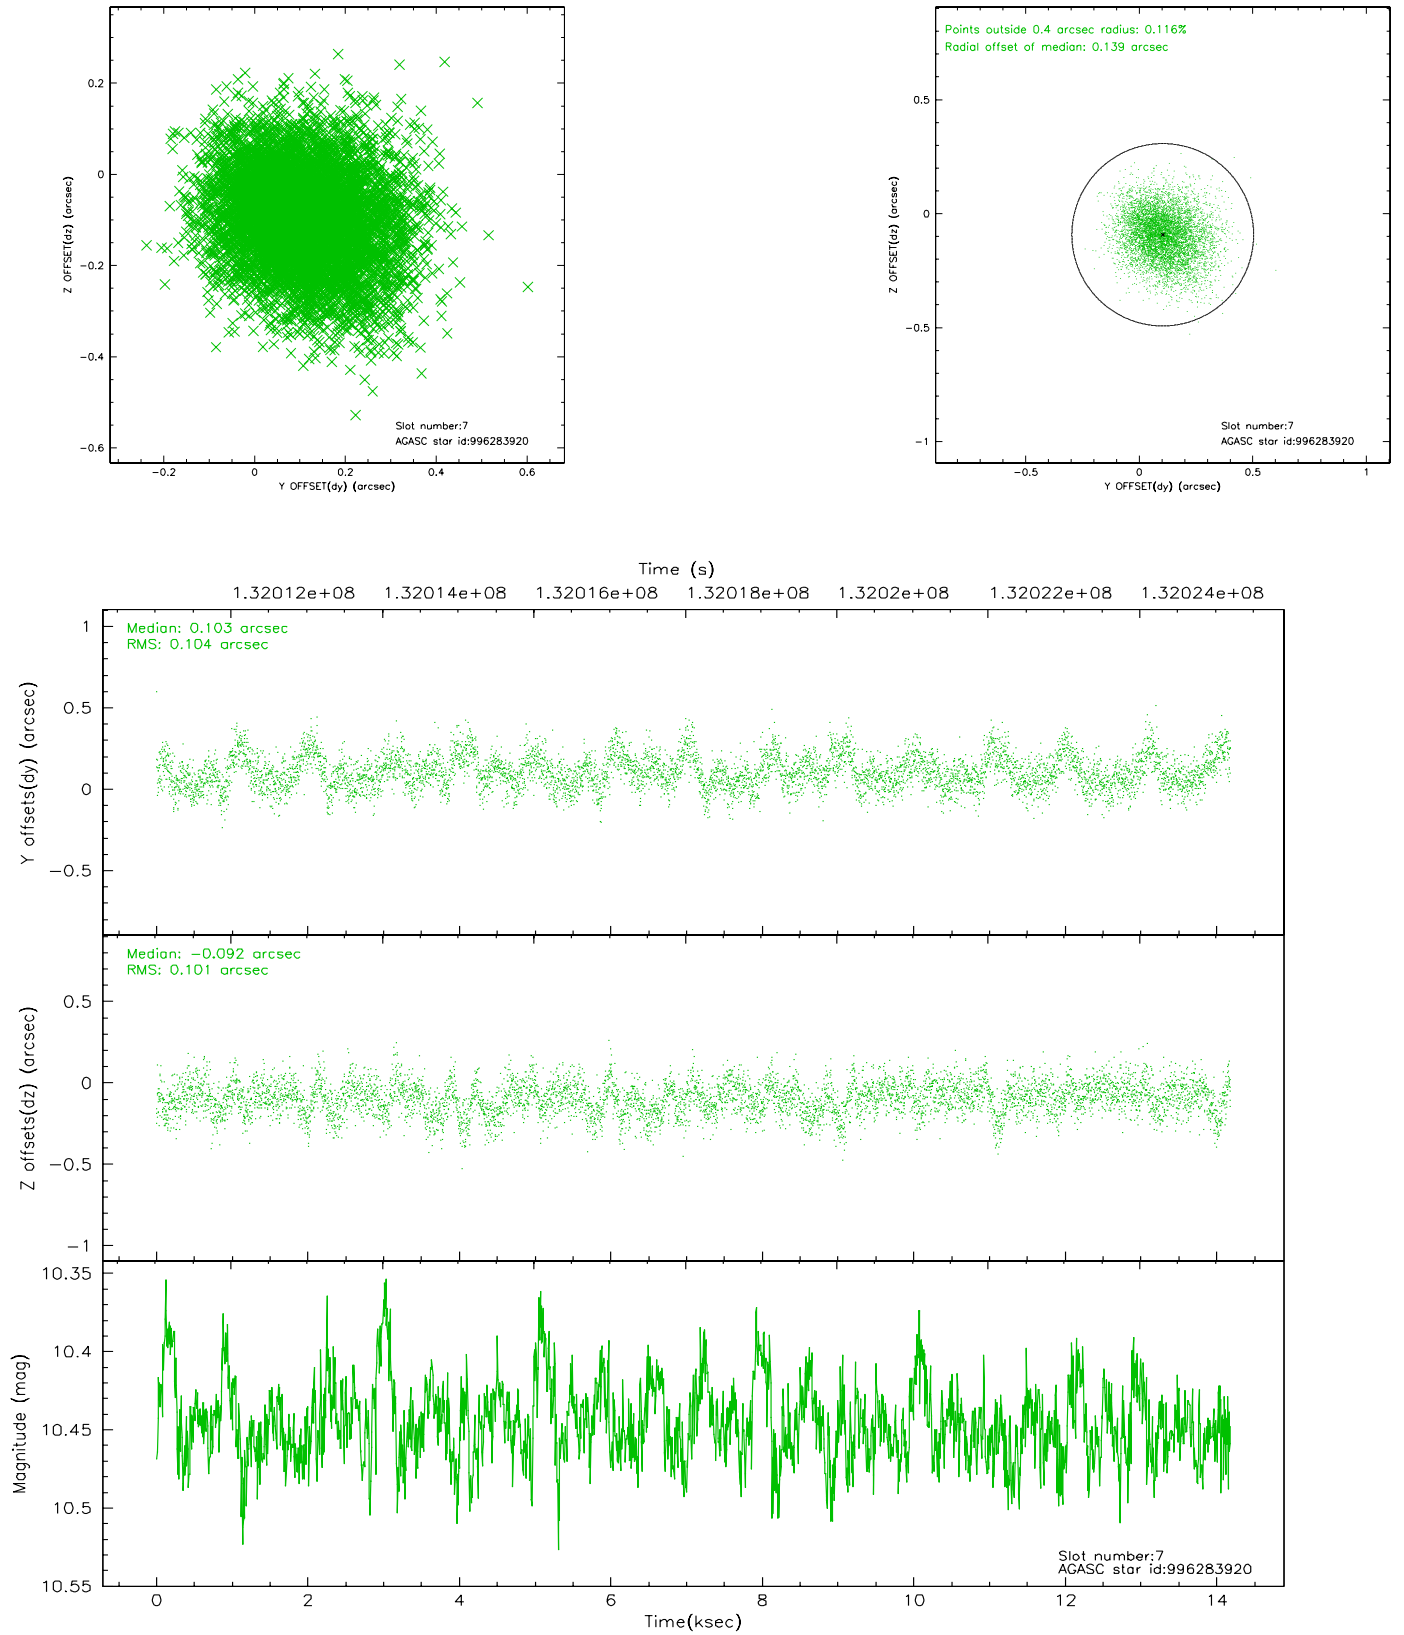 0.2
0
−0.2
−0.4
−0.6
Z OFFSET(dz) (arcsec)
Slot number:7
AGASC star id:996283920
−0.2 0 0.2 0.4 0.6
Y OFFSET(dy) (arcsec)
Points outside 0.4 arcsec radius: 0.116%
Radial offset of median: 0.139 arcsec
0.5
0
−0.5
−1
Z OFFSET(dz) (arcsec)
Slot number:7
AGASC star id:996283920
−0.5 0 0.5 1
Y OFFSET(dy) (arcsec)
Time (s)
1.32012e+08 1.32014e+08 1.32016e+08 1.32018e+08 1.3202e+08 1.32022e+08 1.32024e+08
Median: 0.103 arcsec
RMS: 0.104 arcsec
1
0.5
0
−0.5
Y offsets(dy) (arcsec)
Median: −0.092 arcsec
RMS: 0.101 arcsec
0.5
0
−0.5
−1
Z offsets(dz) (arcsec)
10.35
10.4
10.45
10.5
10.55
Magnitude (mag)
Slot number:7
AGASC star id:996283920
0 2 4 6 8 10 12 14
Time(ksec)